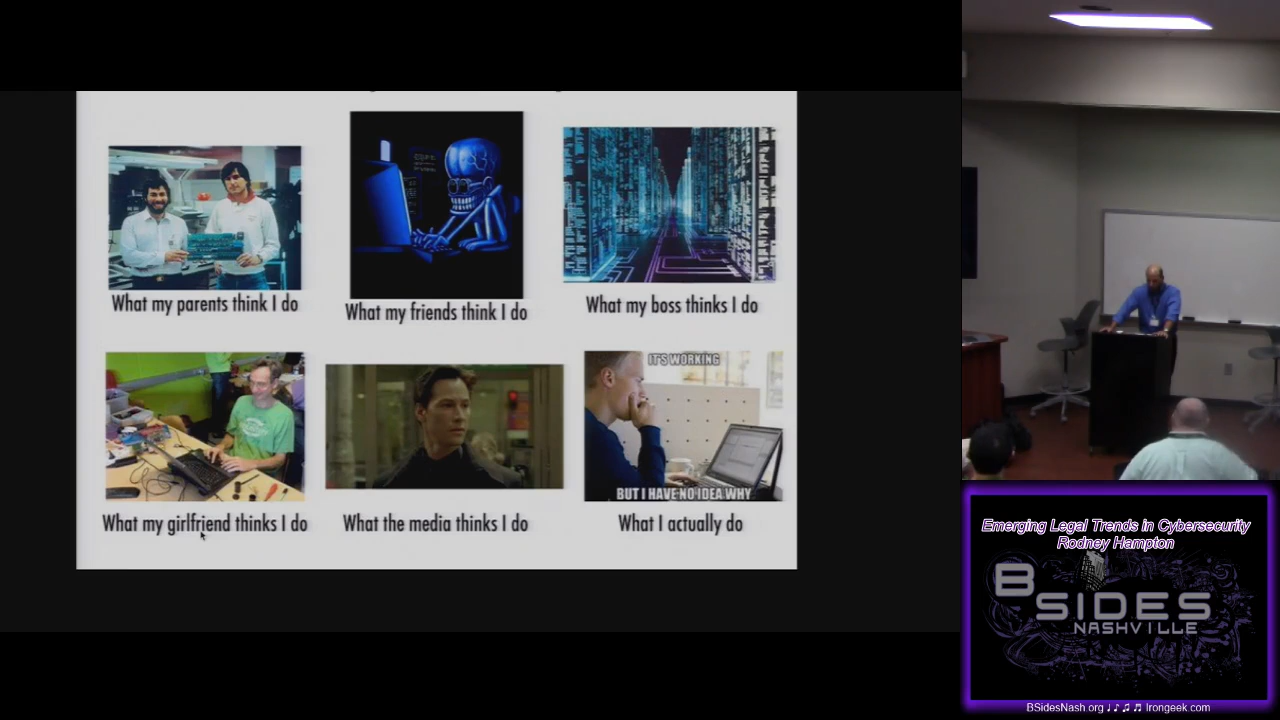 What my parents think I do
What my friends think I do
What my boss thinks I do
IT'S WORKING
BUT I HAVE NO IDEA WHY
What my girlfriend thinks I do
What the media thinks I do
What I actually do
Emerging Legal Trends in Cybersecurity
Rodney Hampton
BSIDES
NASHVILLE
BSidesNash.org ♩♪♫♬ Irongeek.com